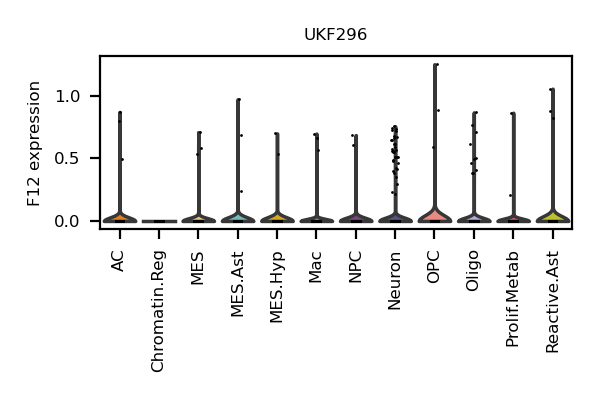 UKF296
F12 expression
1.0
0.5
0.0
AC
Chromatin.Reg
MES
MES.Ast
MES.Hyp
Mac
NPC
Neuron
OPC
Oligo
Prolif.Metab
Reactive.Ast